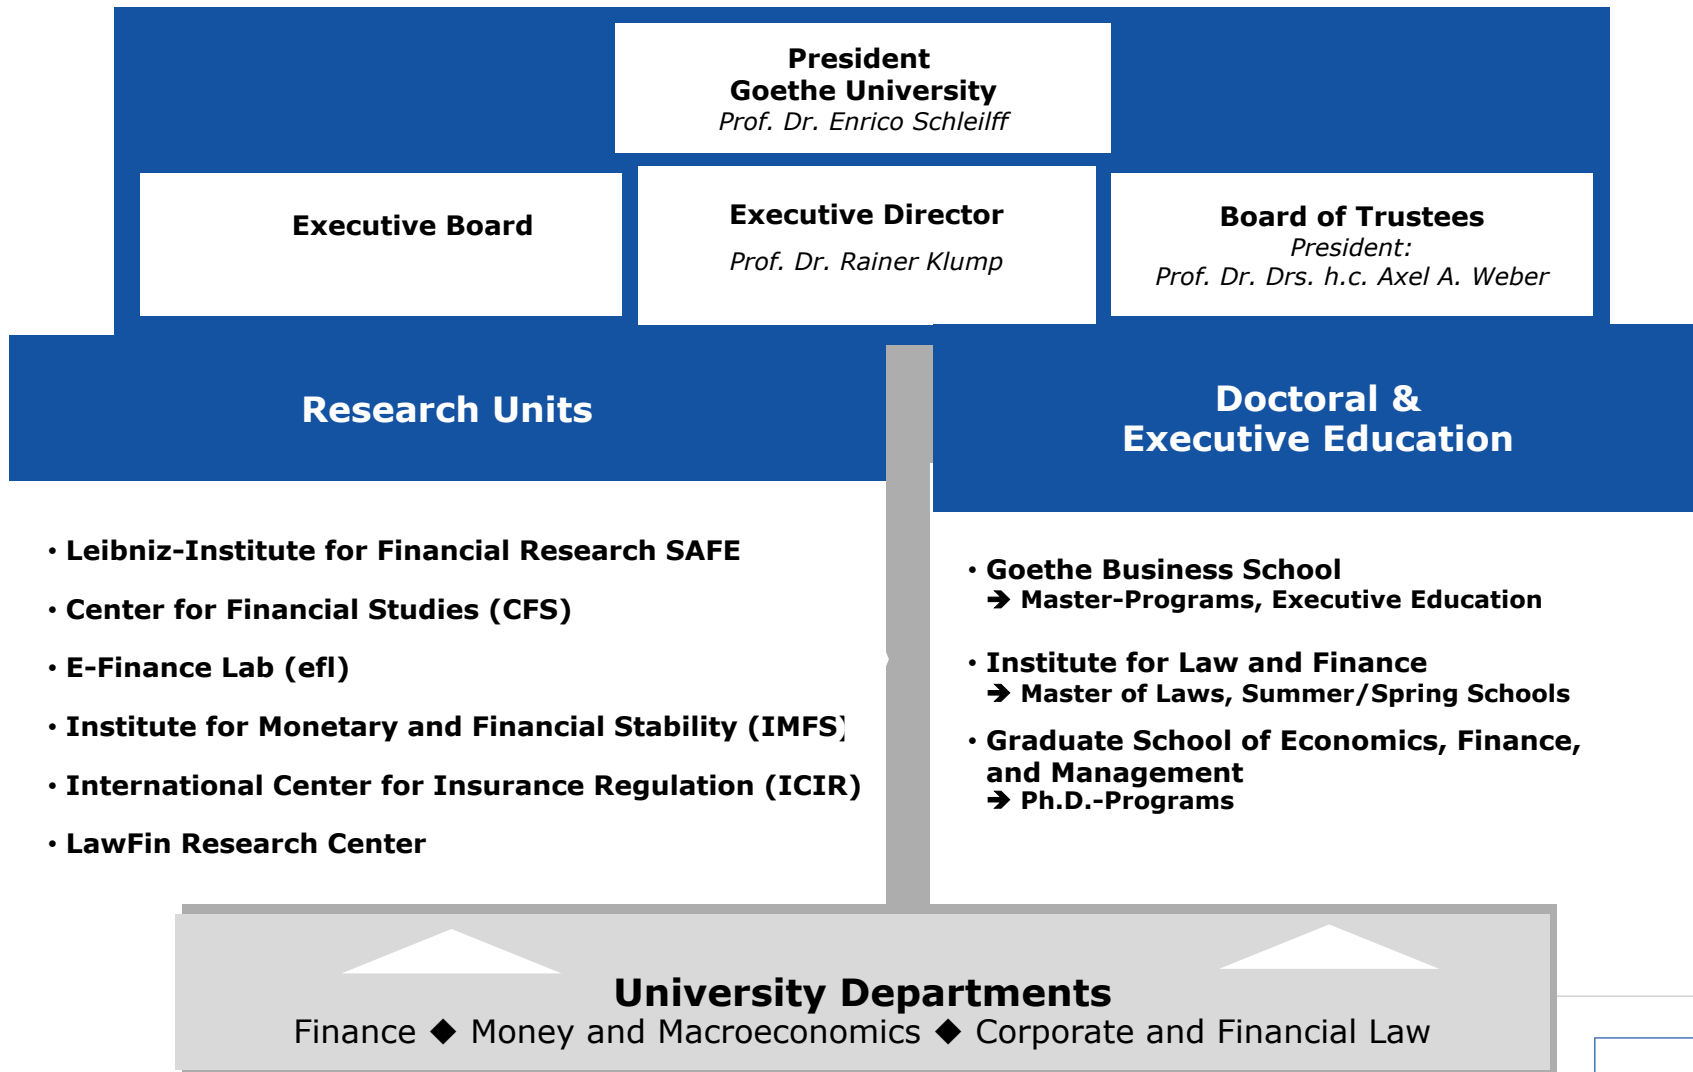 President
Goethe University
Prof. Dr. Enrico Schleilff
Executive Board
Executive Director
Prof. Dr. Rainer Klump
Board of Trustees
President:
Prof. Dr. Drs. h.c. Axel A. Weber
Research Units
• Leibniz-Institute for Financial Research SAFE
• Center for Financial Studies (CFS)
• E-Finance Lab (efl)
• Institute for Monetary and Financial Stability (IMFS)
• International Center for Insurance Regulation (ICIR)
• LawFin Research Center
Doctoral &
Executive Education
• Goethe Business School
➔ Master-Programs, Executive Education
• Institute for Law and Finance
➔ Master of Laws, Summer/Spring Schools
• Graduate School of Economics, Finance,
and Management
➔ Ph.D.-Programs
University Departments
Finance ◆ Money and Macroeconomics ◆ Corporate and Financial Law